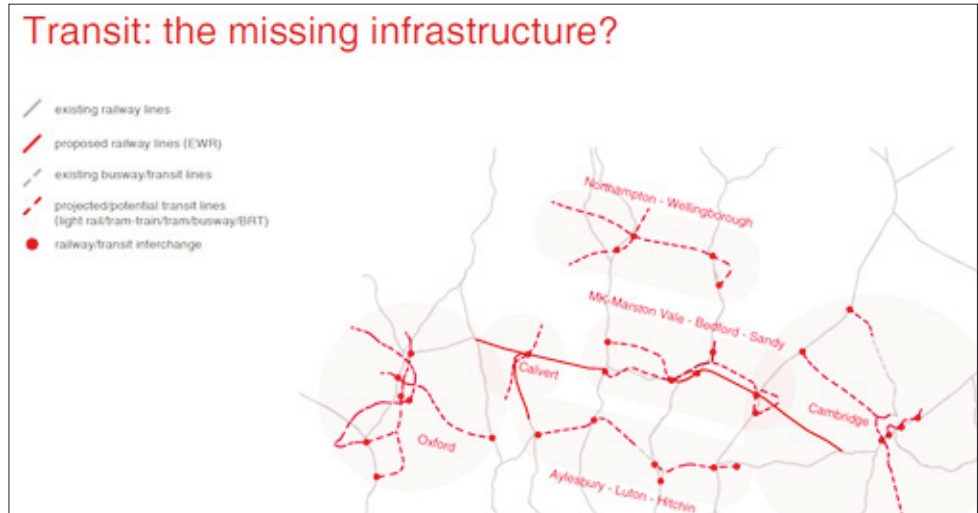 Transit: the missing infrastructure?
existing railway lines
proposed railway lines (EWR)
existing busway/transit lines
projected/potential transit lines
(light rail/tram-train/tram/busway/BRT)
railway/transit interchange
Northampton - Wellingborough
MK-Marston Vale - Bedford - Sandy
Calvert
Cambridge
Oxford
Aylesbury - Luton - Hitchin